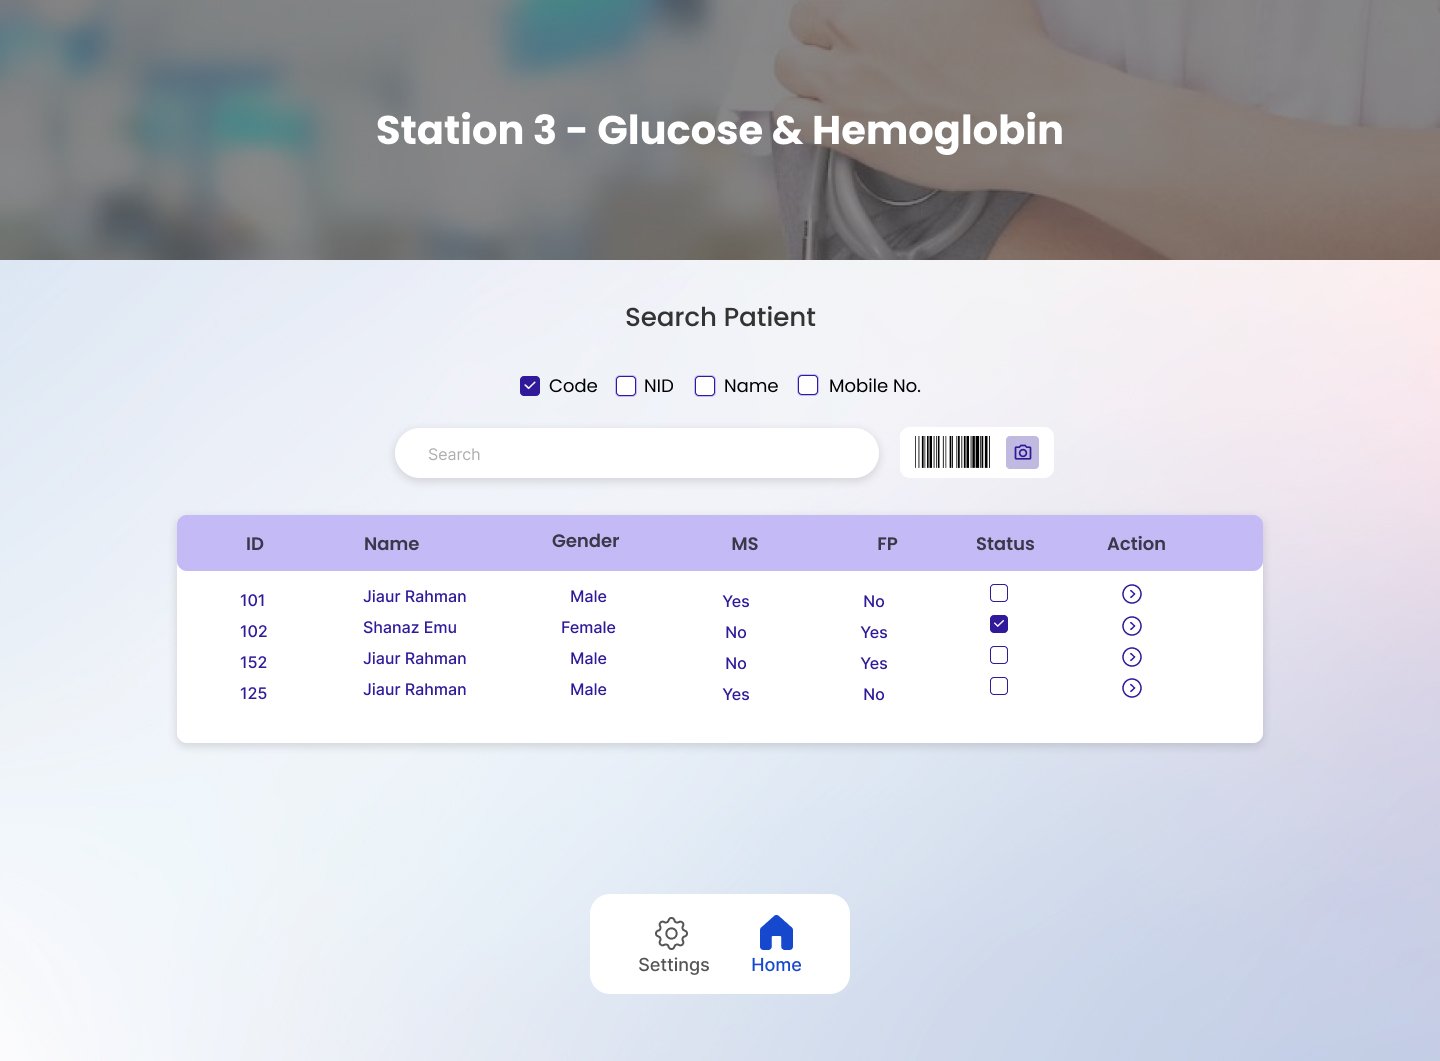 Station 3 - Glucose & Hemoglobin
Search Patient
Code NID Name Mobile No.
Search
ID Name Gender MS FP Status Action
101 Jiaur Rahman Male Yes No
102 Shanaz Emu Female No Yes
152 Jiaur Rahman Male No Yes
125 Jiaur Rahman Male Yes No
Settings Home